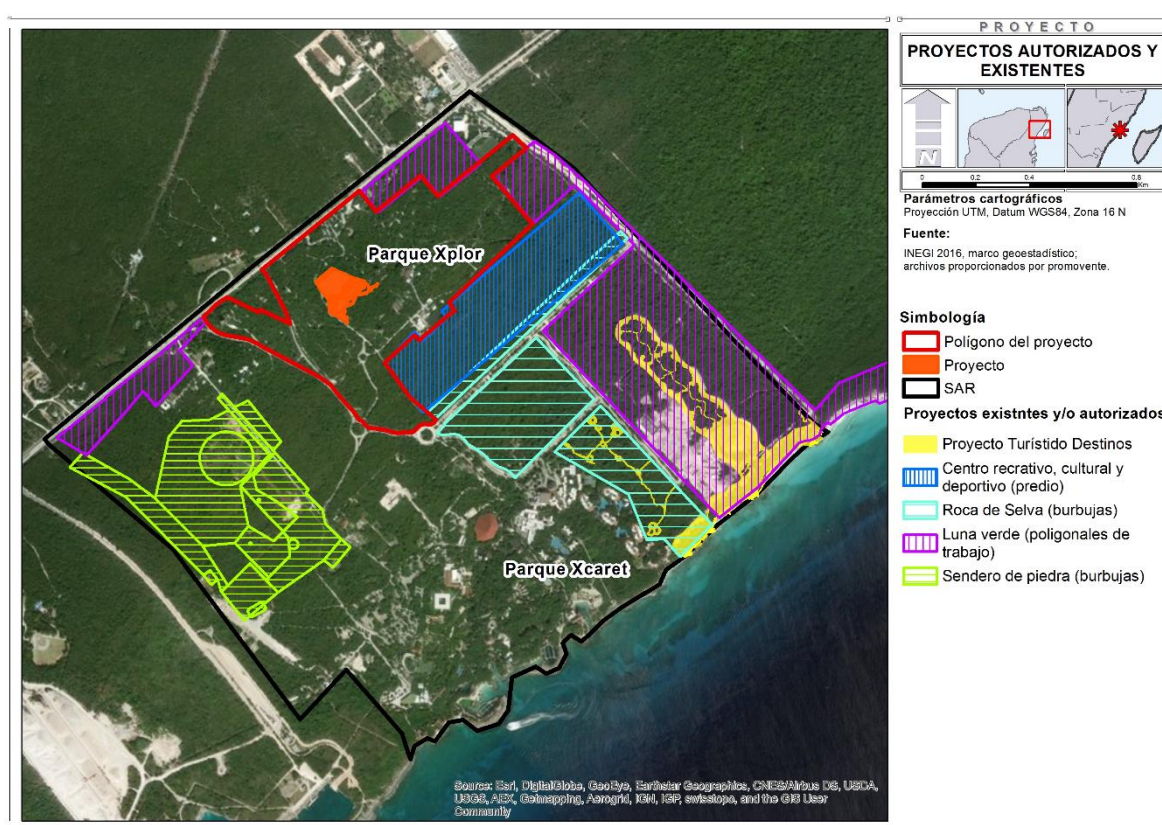 PROYECTO
PROYECTOS AUTORIZADOS Y
EXISTENTES
N
0 0.2 0.4 0.8
Km
Parámetros cartográficos
Proyección UTM, Datum WGS84, Zona 16 N
Fuente:
INEGI 2016, marco geoestadístico;
archivos proporcionados por promovente.
Simbología
Polígono del proyecto
Proyecto
SAR
Proyectos existntes y/o autorizados
Proyecto Turístido Destinos
Centro recrativo, cultural y
deportivo (predio)
Roca de Selva (burbujas)
Luna verde (poligonales de
trabajo)
Sendero de piedra (burbujas)
Parque Xplor
Parque Xcaret
Source: Esri, DigitalGlobe, GeoEye, Earthstar Geographics, CNES/Airbus DS, USDA,
USGS, AEX, Getmapping, Aerogrid, IGN, IGP, swisstopo, and the GIS User
Community